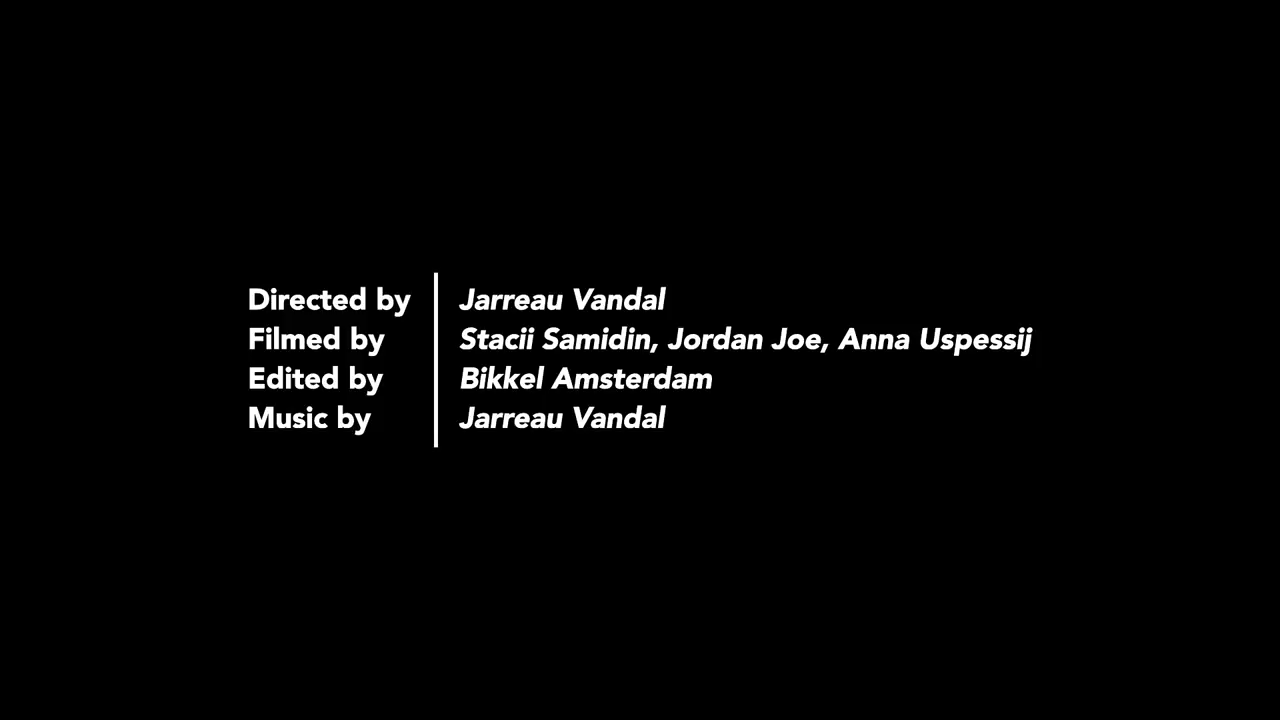 Directed by Jarreau Vandal
Filmed by Stacii Samidin, Jordan Joe, Anna Uspessij
Edited by Bikkel Amsterdam
Music by Jarreau Vandal